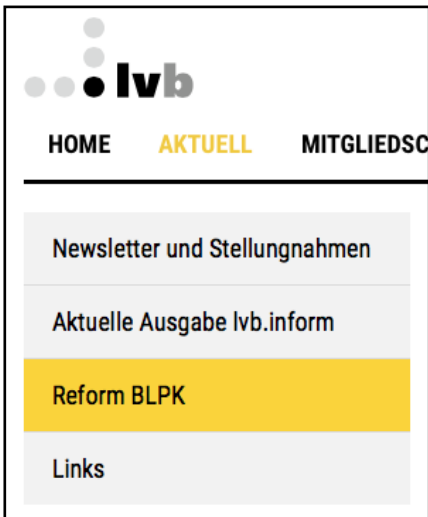 lvb
HOME AKTUELL MITGLIEDSC
Newsletter und Stellungnahmen
Aktuelle Ausgabe lvb.inform
Reform BLPK
Links